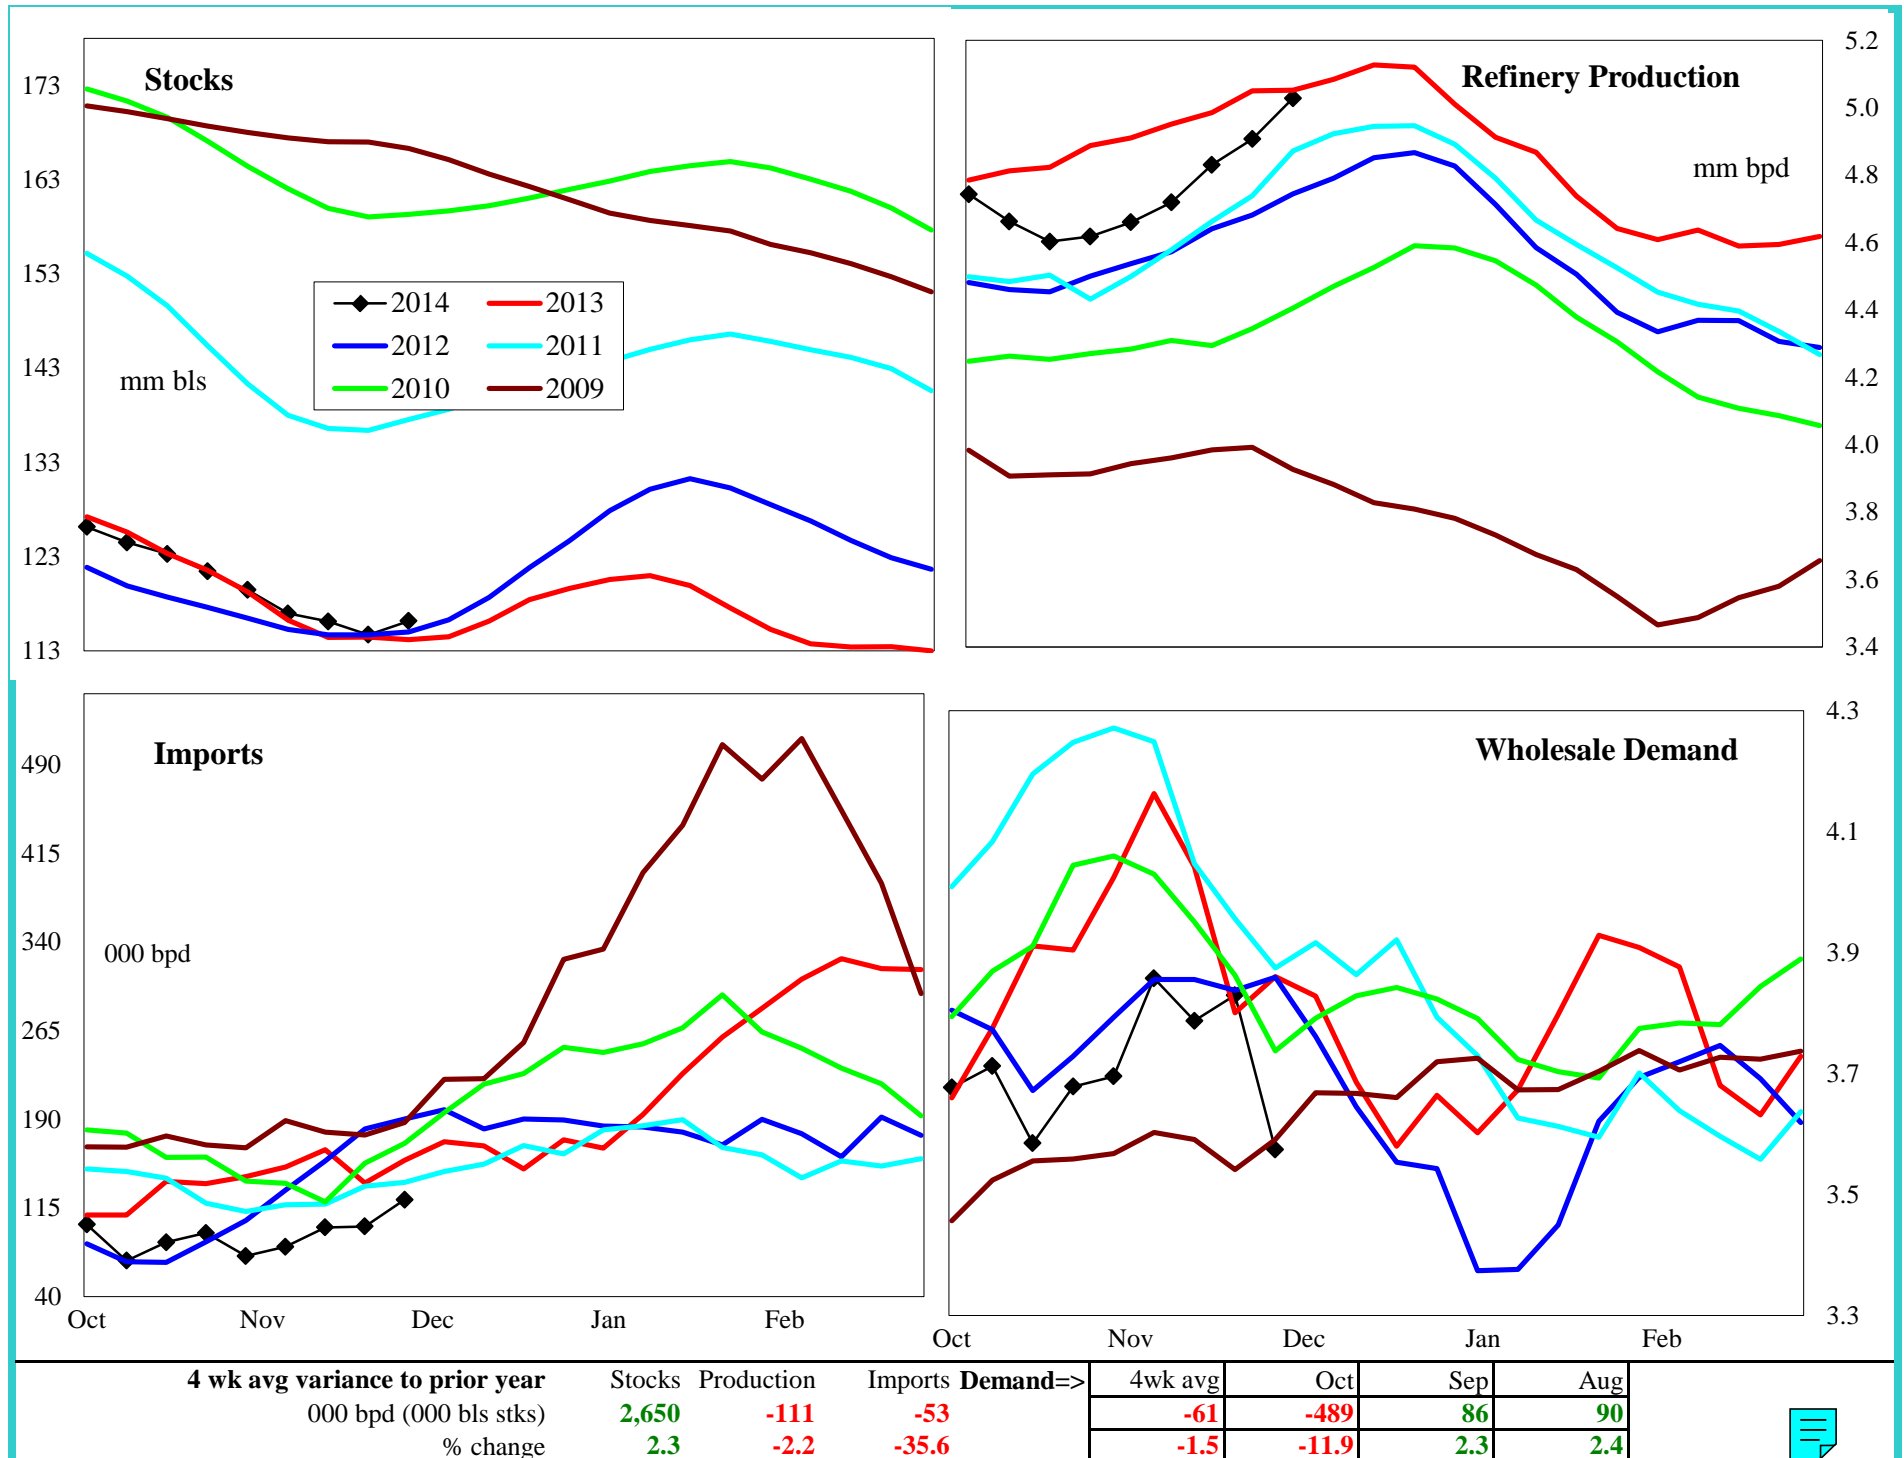 Stocks
173
163
153
143
133
123
113
mm bls
2014 2013
2012 2011
2010 2009
Refinery Production
mm bpd
5.2
5.0
4.8
4.6
4.4
4.2
4.0
3.8
3.6
3.4
Imports
490
415
340
265
190
115
40
000 bpd
Oct Nov Dec Jan Feb
Wholesale Demand
4.3
4.1
3.9
3.7
3.5
3.3
Oct Nov Dec Jan Feb
4 wk avg variance to prior year Stocks Production Imports Demand=> 4wk avg Oct Sep Aug
000 bpd (000 bls stks) 2,650 -111 -53 -61 -489 86 90
% change 2.3 -2.2 -35.6 -1.5 -11.9 2.3 2.4